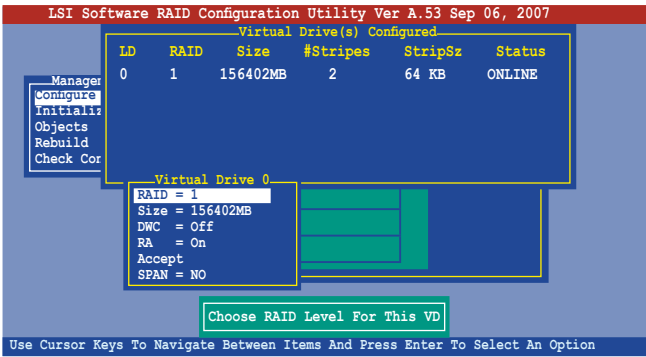 LSI Software RAID Configuration Utility Ver A.53 Sep 06, 2007
Virtual Drive(s) Configured
LD RAID Size #Stripes StripSz Status
0 1 156402MB 2 64 KB ONLINE
Manager
Configure
Initializ
Objects
Rebuild
Check Con
Virtual Drive 0
RAID = 1
Size = 156402MB
DWC = Off
RA = On
Accept
SPAN = NO
Choose RAID Level For This VD
Use Cursor Keys To Navigate Between Items And Press Enter To Select An Option